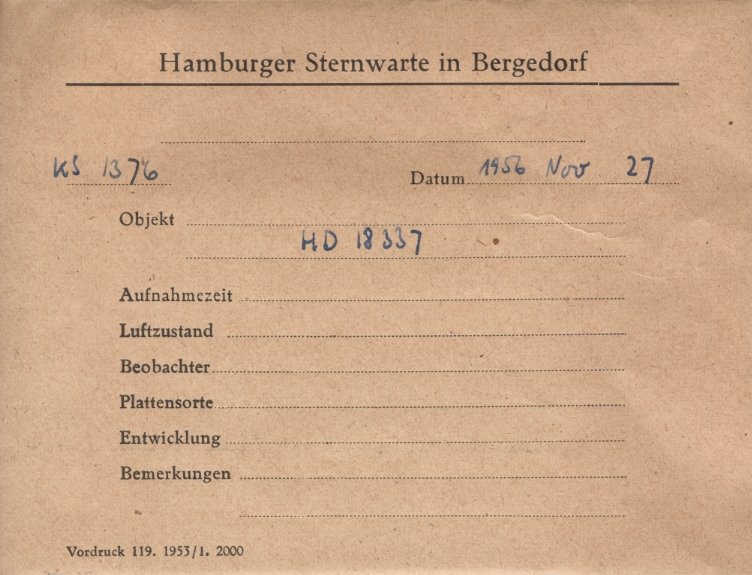 Hamburger Sternwarte in Bergedorf
KS 1376 Datum 1956 Nov 27
Objekt
HD 18337
Aufnahmezeit
Luftzustand
Beobachter
Plattensorte
Entwicklung
Bemerkungen
Vordruck 119. 1953/1. 2000